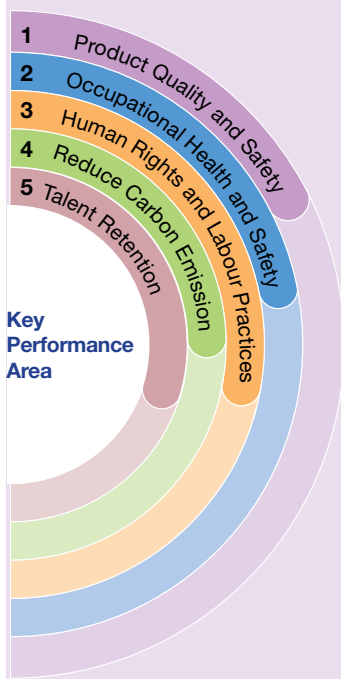 1 Product Quality and Safety
2 Occupational Health and Safety
3 Human Rights and Labour Practices
4 Reduce Carbon Emission
5 Talent Retention
Key
Performance
Area